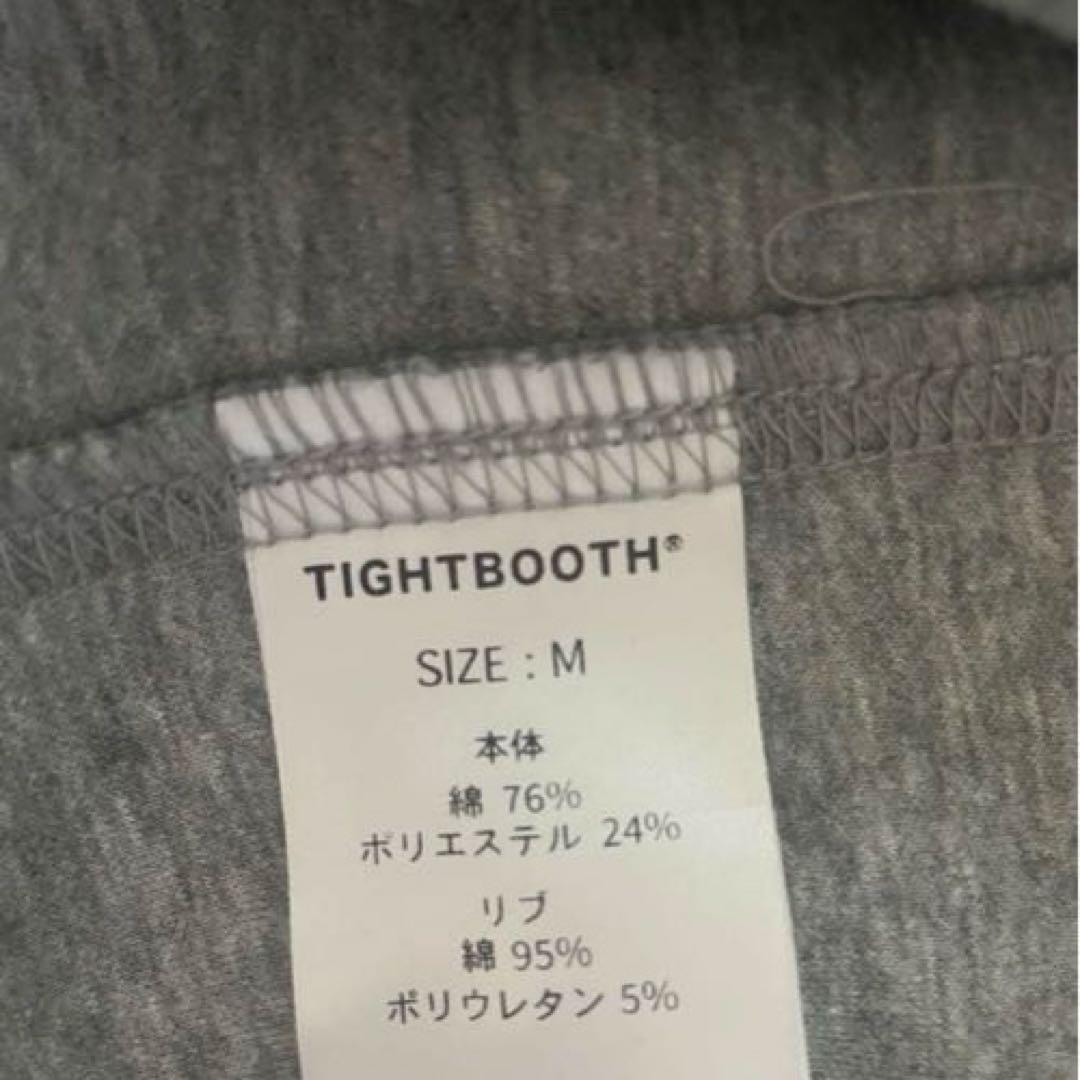 TIGHTBOOTH®
SIZE : M
本体
綿 76%
ポリエステル 24%
リブ
綿 95%
ポリウレタン 5%